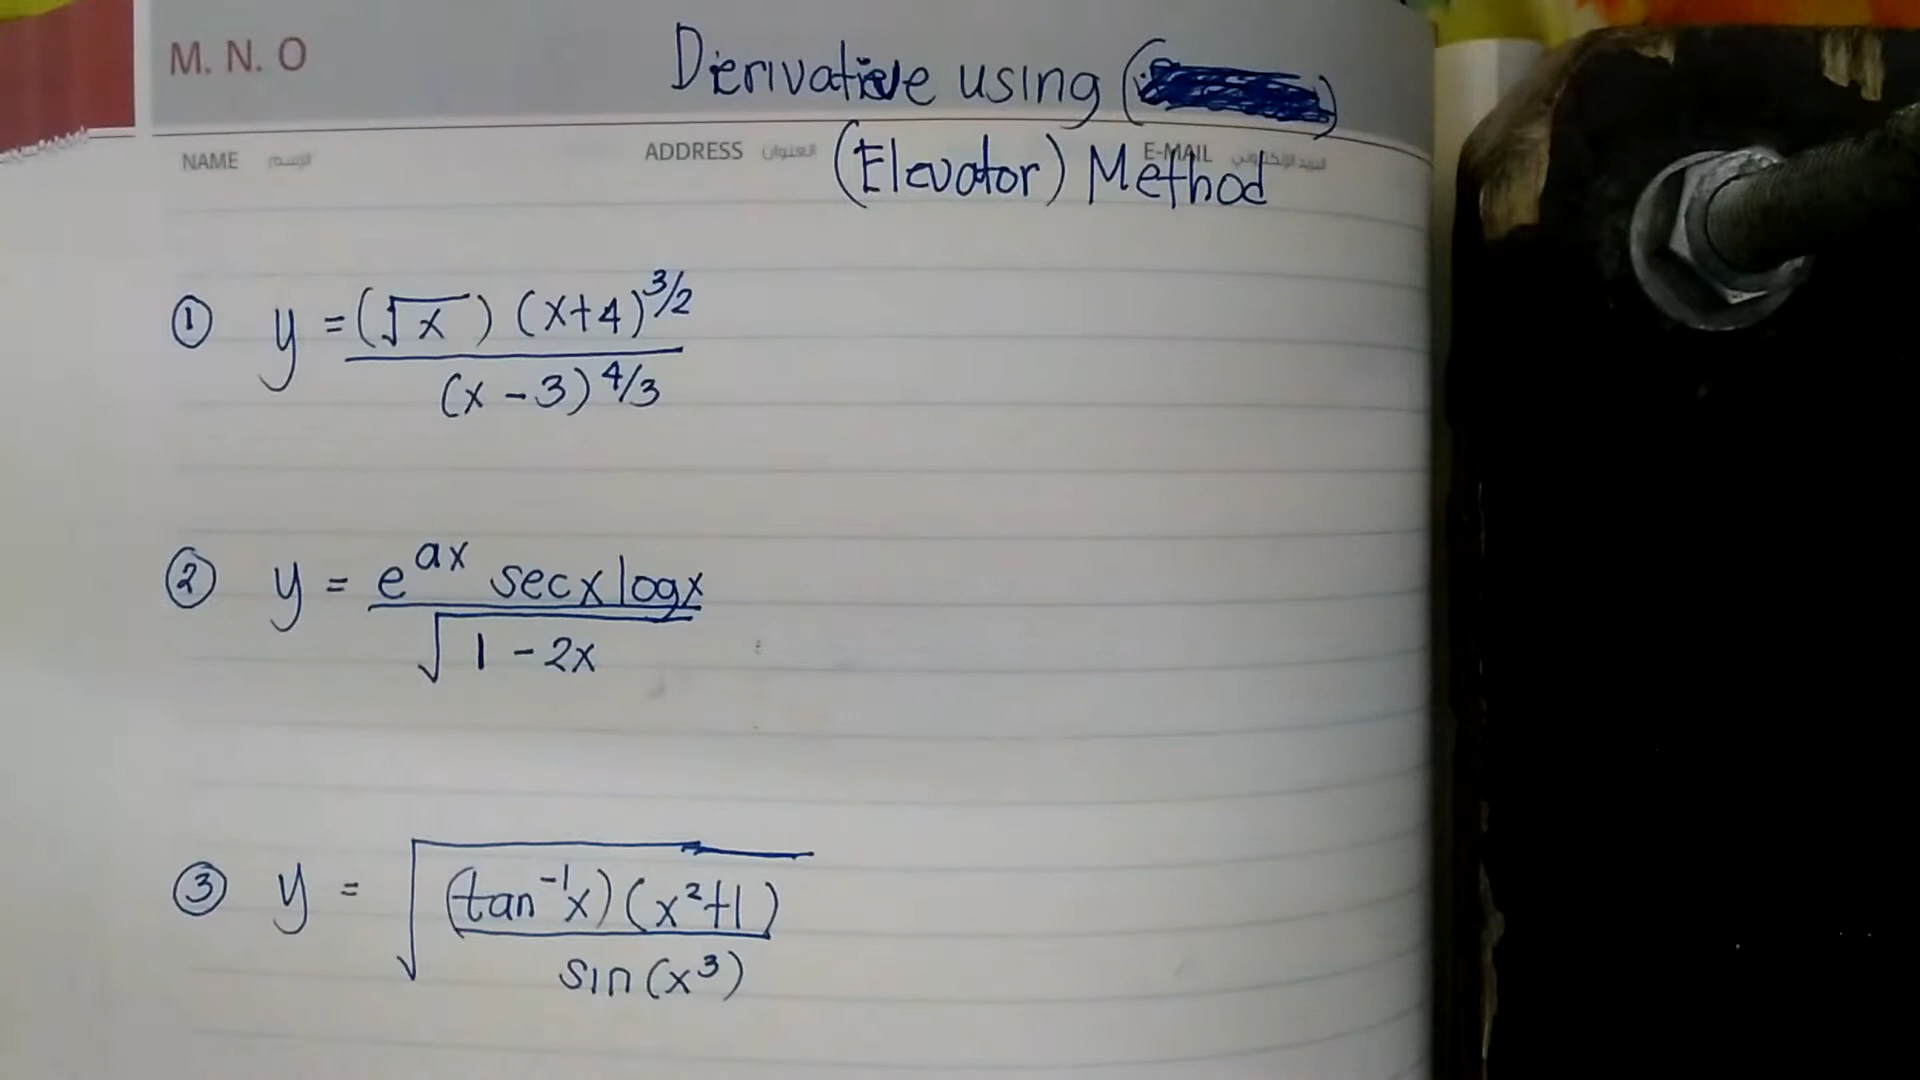 M. N. O
Derivative using (
NAME الإسم ADDRESS العنوان E-MAIL البريد الإلكتروني
(Elevator) Method
① y = (√x) (x+4)^3/2
(x - 3)^4/3
② y = e^ax secx logx
√1 - 2x
③ y = √(tan⁻¹x) (x²+1)
sin(x³)